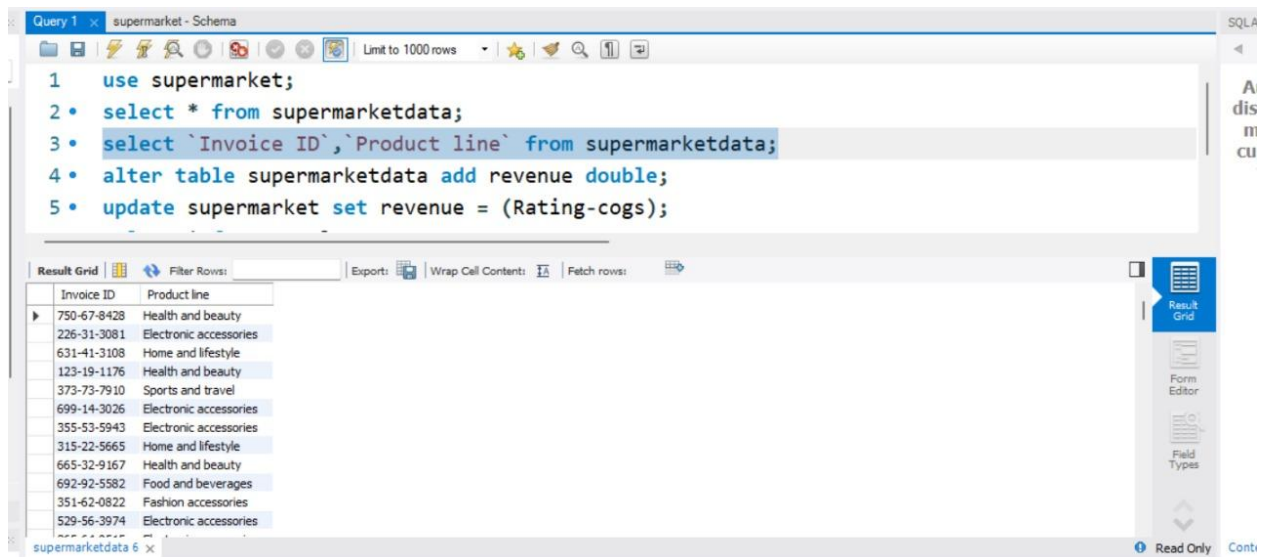 Query 1 × supermarket - Schema
SQLA
Limit to 1000 rows
1 use supermarket;
2 • select * from supermarketdata;
3 • select `Invoice ID`,`Product line` from supermarketdata;
4 • alter table supermarketdata add revenue double;
5 • update supermarket set revenue = (Rating-cogs);
Result Grid Filter Rows: Export: Wrap Cell Content: Fetch rows:
Invoice ID Product line
750-67-8428 Health and beauty
226-31-3081 Electronic accessories
631-41-3108 Home and lifestyle
123-19-1176 Health and beauty
373-73-7910 Sports and travel
699-14-3026 Electronic accessories
355-53-5943 Electronic accessories
315-22-5665 Home and lifestyle
665-32-9167 Health and beauty
692-92-5582 Food and beverages
351-62-0822 Fashion accessories
529-56-3974 Electronic accessories
supermarketdata 6 ×
Result
Grid
Form
Editor
Field
Types
Read Only
A
dis
m
cu
Cont